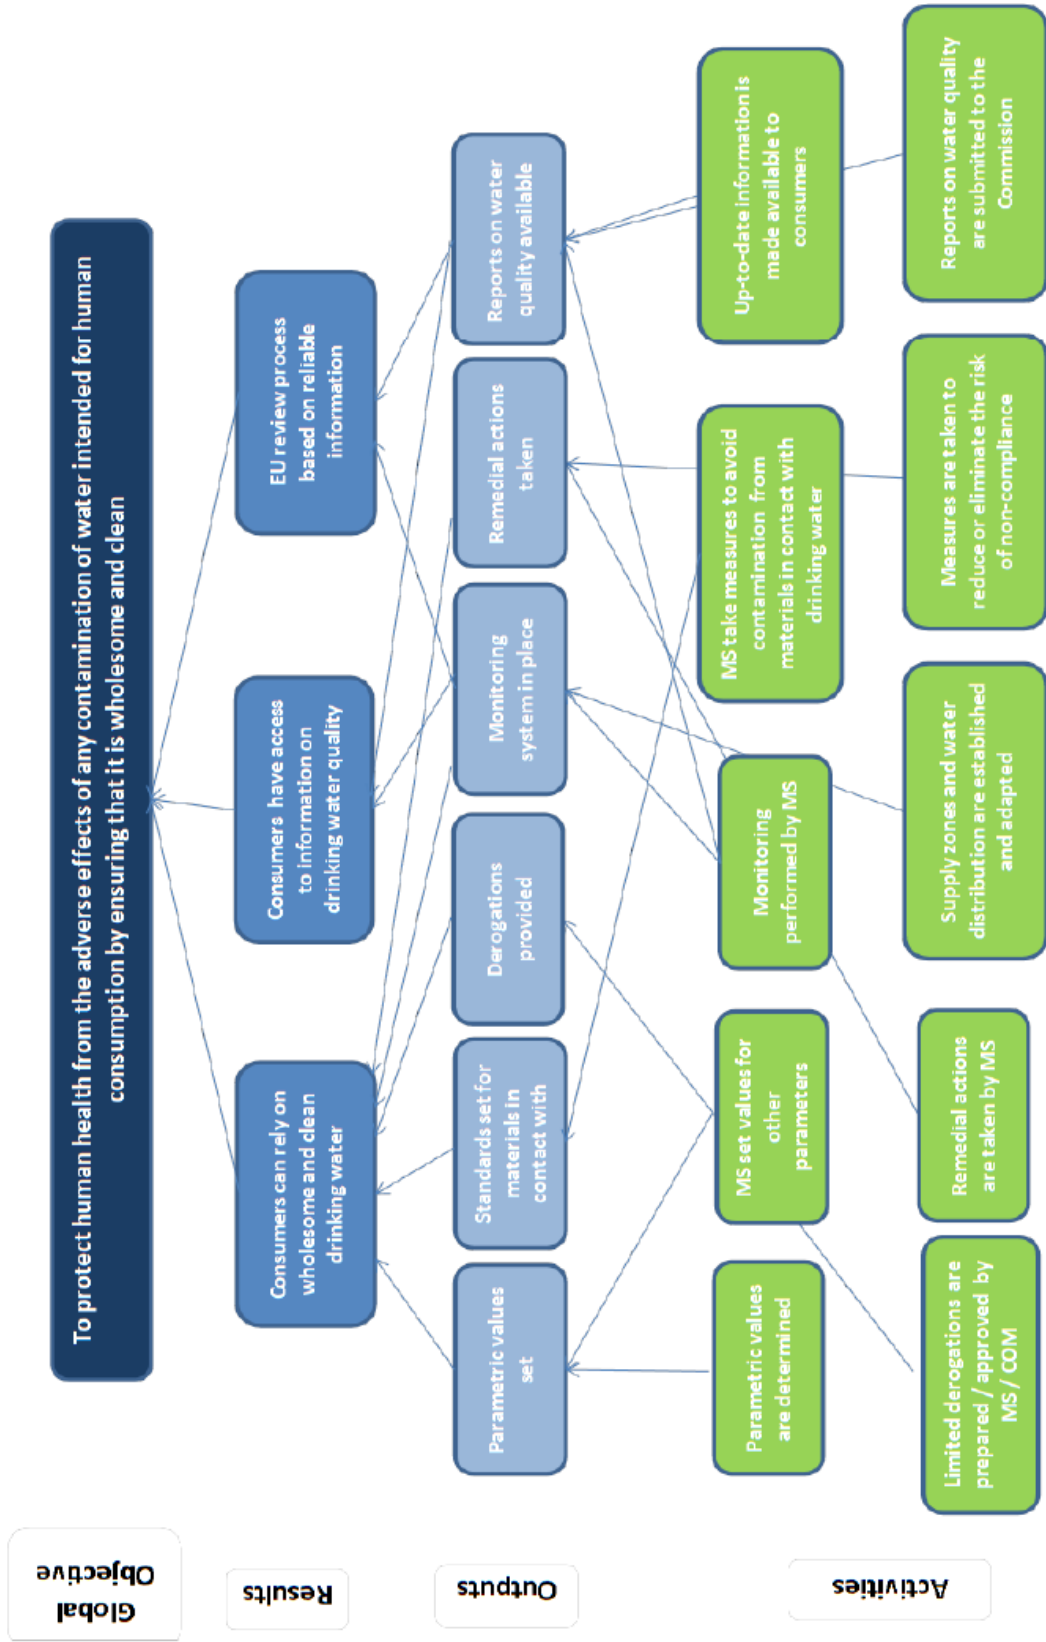 Global
Objective
To protect human health from the adverse effects of any contamination of water intended for human
consumption by ensuring that it is wholesome and clean
Results
Consumers can rely on
wholesome and clean
drinking water
Consumers have access
to information on
drinking water quality
EU review process
based on reliable
information
Outputs
Parametric values
set
Standards set for
materials in
contact with
Derogations
provided
Monitoring
system in place
Remedial actions
taken
Reports on water
quality available
Activities
Parametric values
are determined
MS set values for
other
parameters
Monitoring
performed by MS
MS take measures to avoid
contamination from
materials in contact with
drinking water
Up-to-date information is
made available to
consumers
Limited derogations are
prepared / approved by
MS / COM
Remedial actions
are taken by MS
Supply zones and water
distribution are established
and adapted
Measures are taken to
reduce or eliminate the risk
of non-compliance
Reports on water quality
are submitted to the
Commission